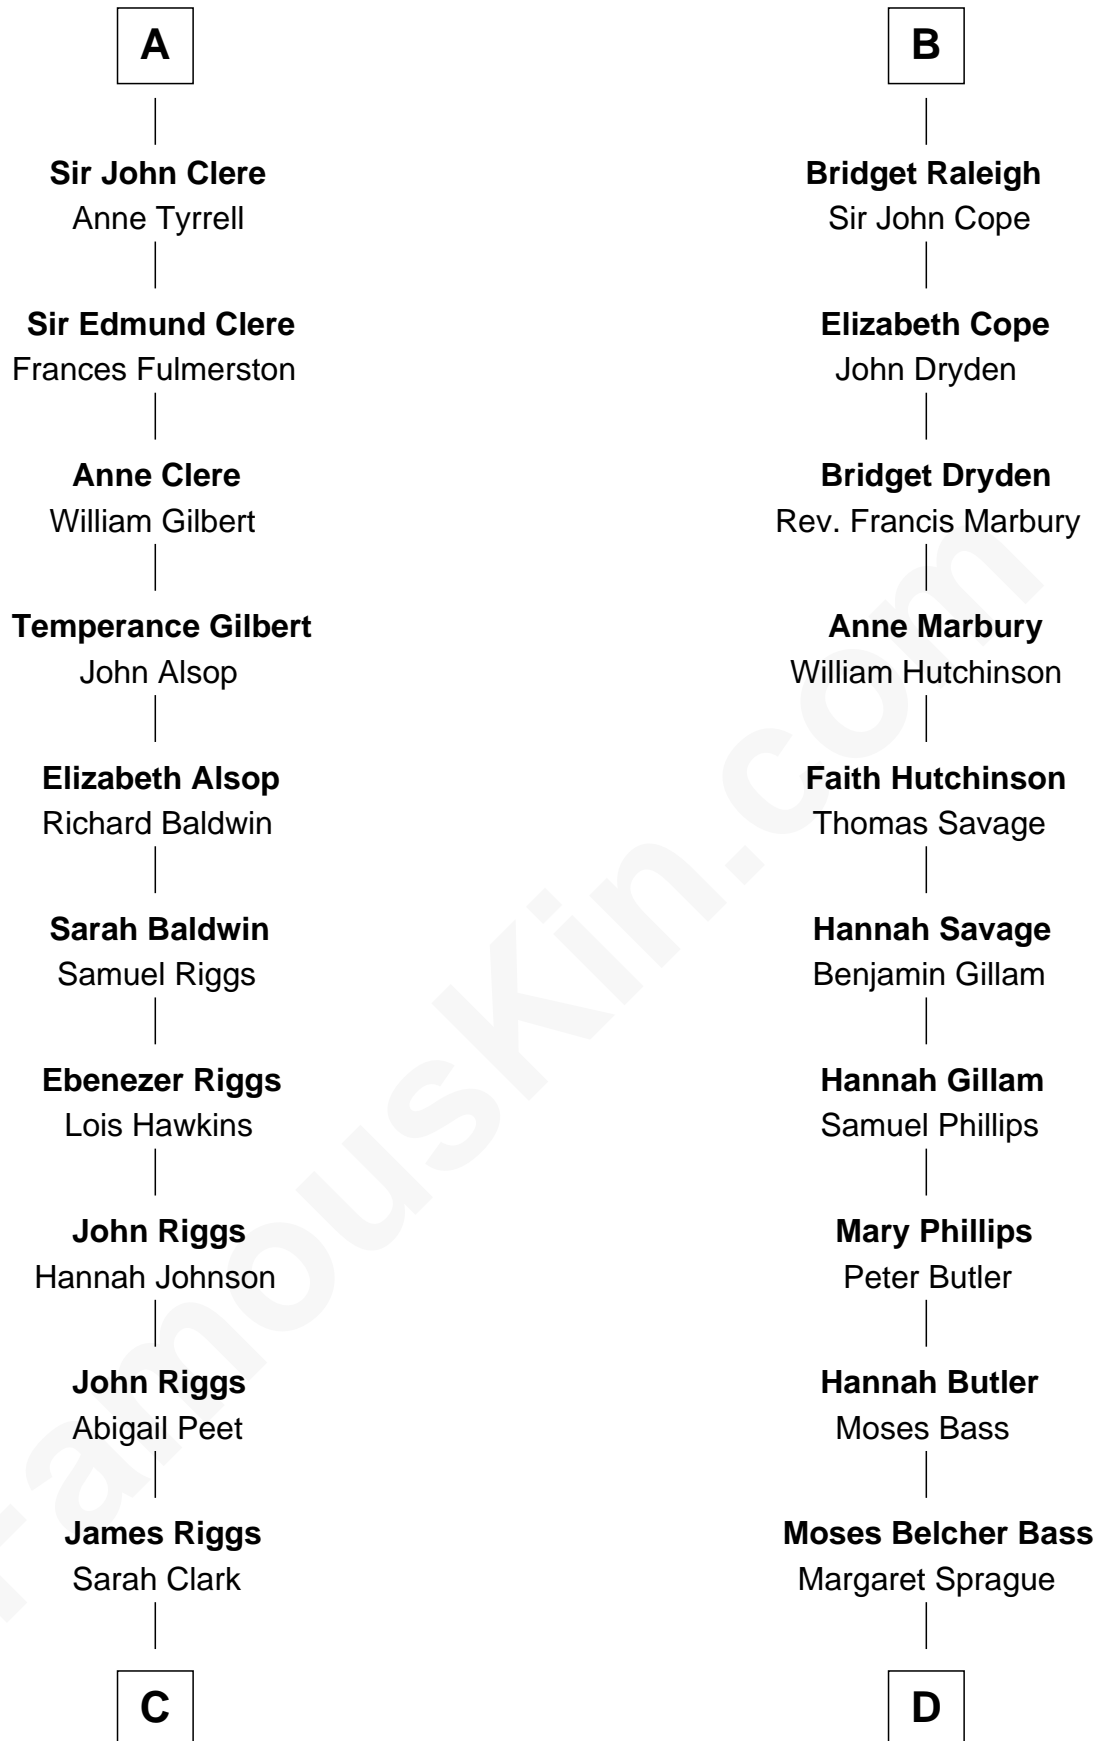 A
Sir John Clere
Anne Tyrrell
Sir Edmund Clere
Frances Fulmerston
Anne Clere
William Gilbert
Temperance Gilbert
John Alsop
Elizabeth Alsop
Richard Baldwin
Sarah Baldwin
Samuel Riggs
Ebenezer Riggs
Lois Hawkins
John Riggs
Hannah Johnson
John Riggs
Abigail Peet
James Riggs
Sarah Clark
C
B
Bridget Raleigh
Sir John Cope
Elizabeth Cope
John Dryden
Bridget Dryden
Rev. Francis Marbury
Anne Marbury
William Hutchinson
Faith Hutchinson
Thomas Savage
Hannah Savage
Benjamin Gillam
Hannah Gillam
Samuel Phillips
Mary Phillips
Peter Butler
Hannah Butler
Moses Bass
Moses Belcher Bass
Margaret Sprague
D
FamousKin.com